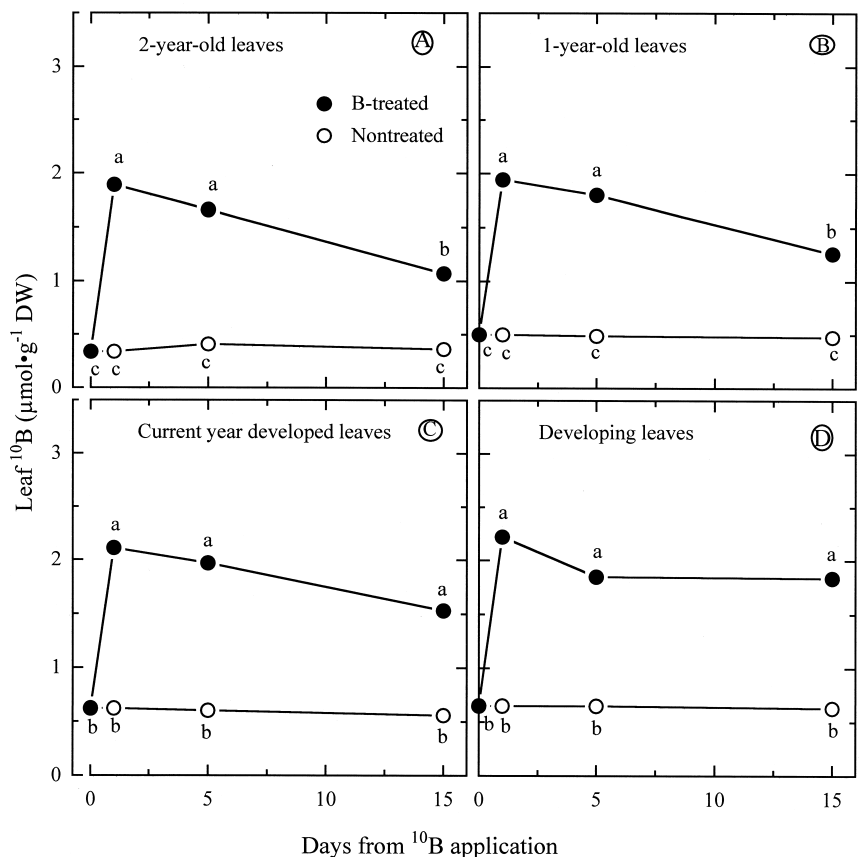 2-year-old leaves
A
1-year-old leaves
B
3
B-treated
Nontreated
a
a
a
a
2
b
b
1
c c
c
c
c c
c
c
0
Leaf ¹⁰B (μmol•g⁻¹ DW)
Current year developed leaves
C
Developing leaves
D
3
a
a
a
a
a
a
2
1
b b
b
b
b b
b
b
0
0 5 10 15
0 5 10 15
Days from ¹⁰B application